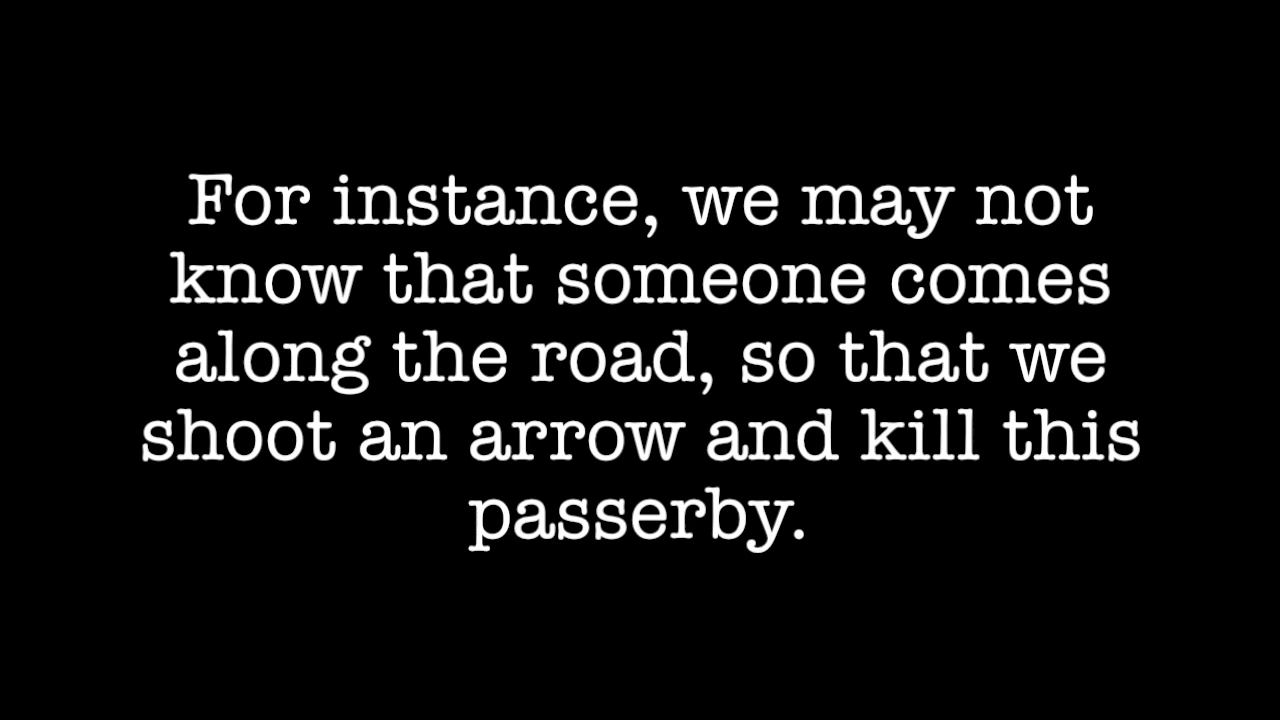 For instance, we may not
know that someone comes
along the road, so that we
shoot an arrow and kill this
passerby.